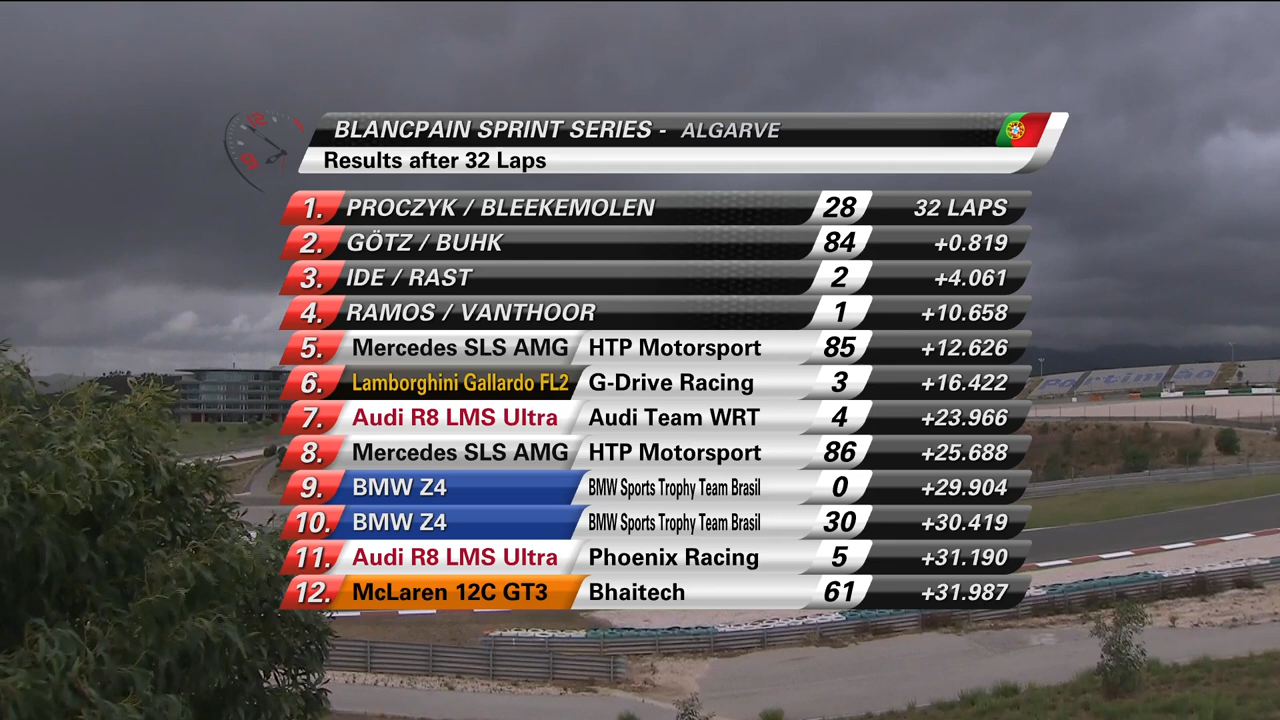 BLANCPAIN SPRINT SERIES - ALGARVE
Results after 32 Laps
1. PROCZYK / BLEEKEMOLEN 28 32 LAPS
2. GÖTZ / BUHK 84 +0.819
3. IDE / RAST 2 +4.061
4. RAMOS / VANTHOOR 1 +10.658
5. Mercedes SLS AMG HTP Motorsport 85 +12.626
6. Lamborghini Gallardo FL2 G-Drive Racing 3 +16.422
7. Audi R8 LMS Ultra Audi Team WRT 4 +23.966
8. Mercedes SLS AMG HTP Motorsport 86 +25.688
9. BMW Z4 BMW Sports Trophy Team Brasil 0 +29.904
10. BMW Z4 BMW Sports Trophy Team Brasil 30 +30.419
11. Audi R8 LMS Ultra Phoenix Racing 5 +31.190
12. McLaren 12C GT3 Bhaitech 61 +31.987
Portimão